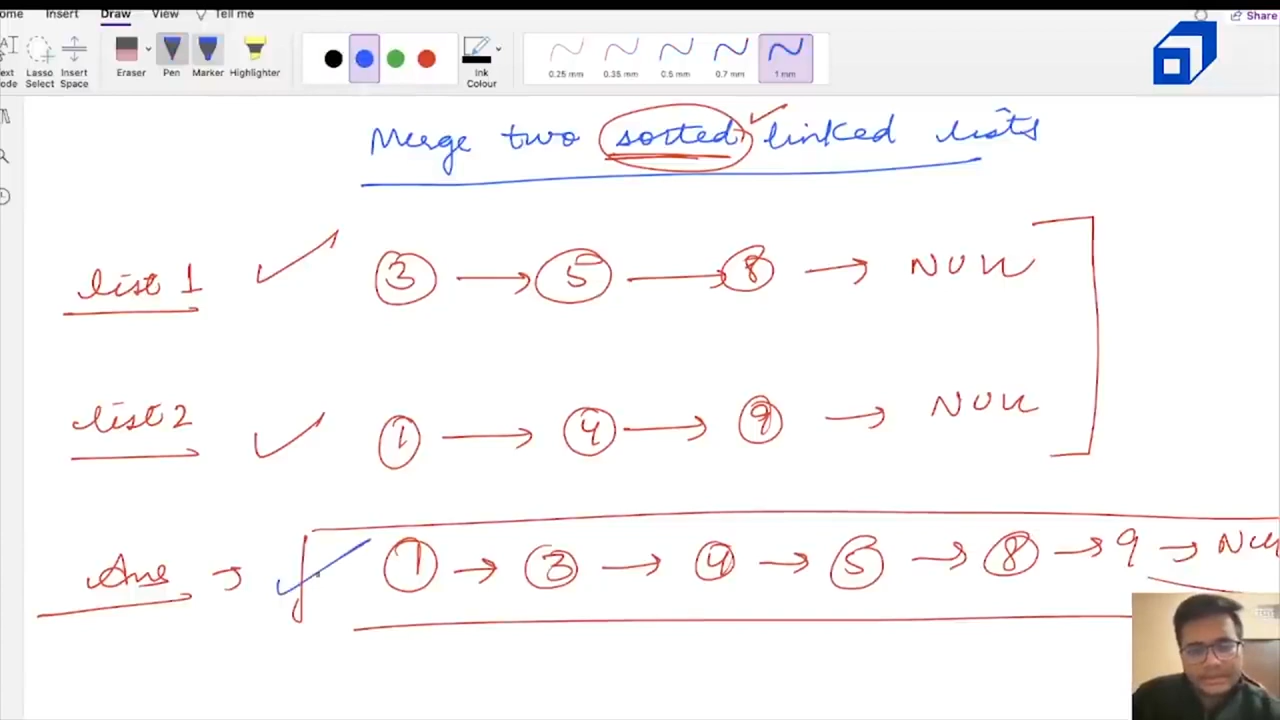 ome Insert Draw View Tell me Share
Text Mode Lasso Select Insert Space Eraser Pen Marker Highlighter Ink Colour 0.25 mm 0.35 mm 0.5 mm 0.7 mm 1 mm
Merge two sorted linked lists
list 1 3 → 5 → 8 → NULL
list 2 1 → 4 → 9 → NULL
Ans → 1 → 3 → 4 → 5 → 8 → 9 → NULL